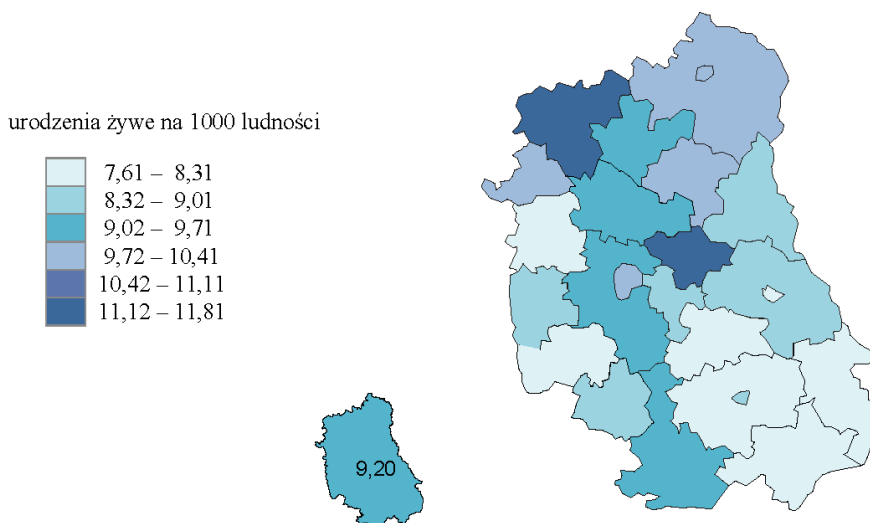 urodzenia żywe na 1000 ludności
7,61 – 8,31
8,32 – 9,01
9,02 – 9,71
9,72 – 10,41
10,42 – 11,11
11,12 – 11,81
9,20